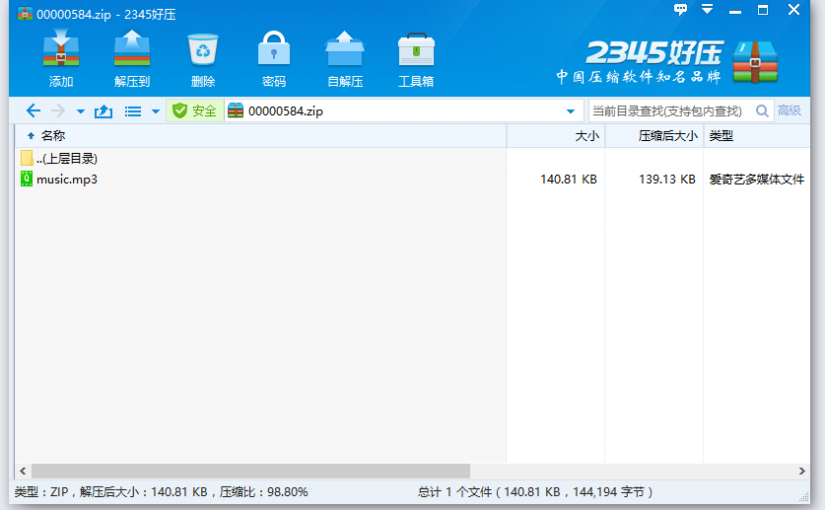 00000584.zip - 2345好压
添加 解压到 删除 密码 自解压 工具箱
2345好压
中国压缩软件知名品牌
安全 00000584.zip 当前目录查找(支持包内查找) 高级
名称 大小 压缩后大小 类型
..(上层目录)
music.mp3 140.81 KB 139.13 KB 爱奇艺多媒体文件
类型：ZIP，解压后大小：140.81 KB，压缩比：98.80% 总计 1 个文件（140.81 KB，144,194 字节）